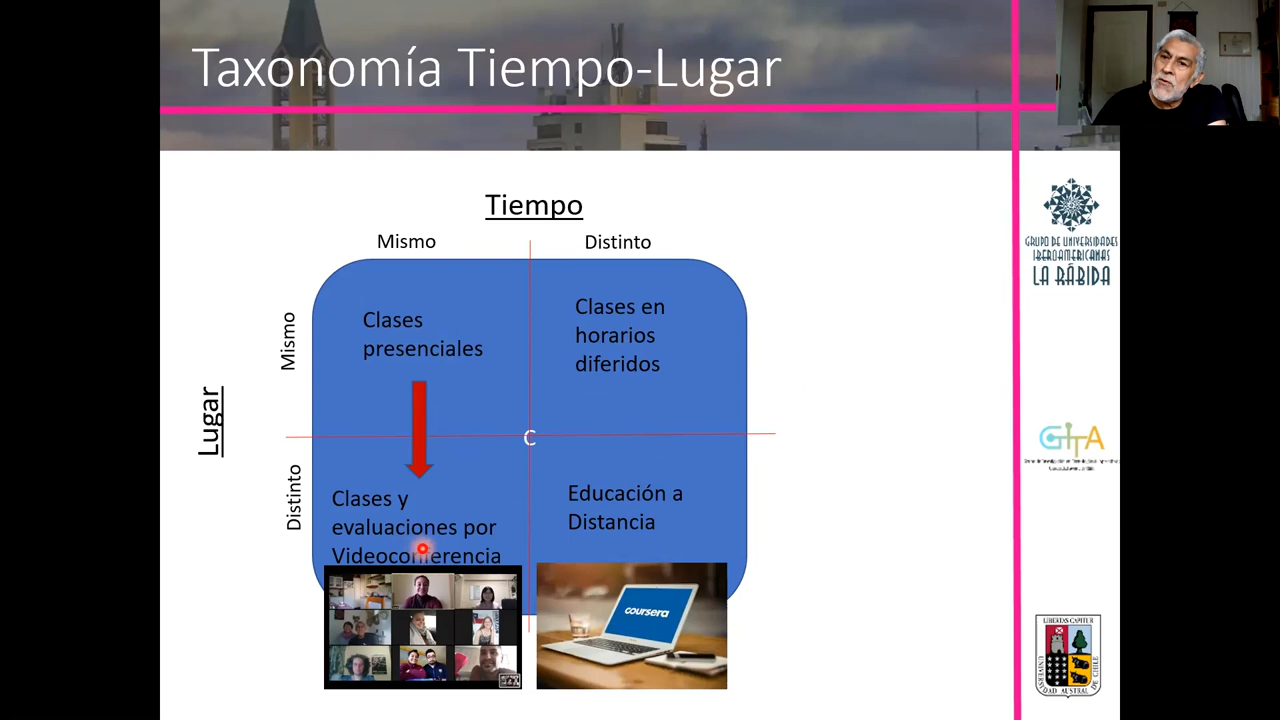 Taxonomía Tiempo-Lugar
Tiempo
Mismo
Distinto
Lugar
Mismo
Distinto
Clases
presenciales
Clases en
horarios
diferidos
C
Clases y
evaluaciones por
Videoconferencia
Educación a
Distancia
coursera
GRUPO DE UNIVERSIDADES
IBEROAMERICANAS
LA RÁBIDA
GITA
LIBERTAS CAPITUR
UNIVERSIDAD AUSTRAL DE CHILE